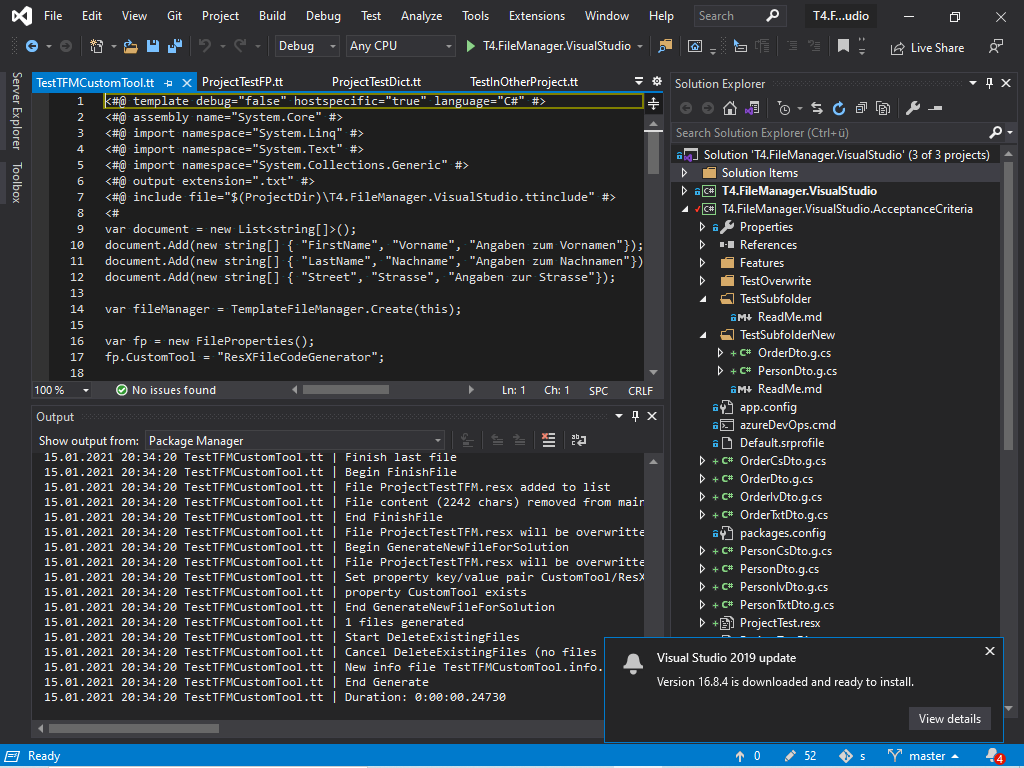 File Edit View Git Project Build Debug Test Analyze Tools Extensions Window Help Search T4.F...udio
Debug Any CPU T4.FileManager.VisualStudio Live Share
Server Explorer
Toolbox
TestTFMCustomTool.tt ProjectTestFP.tt ProjectTestDict.tt TestInOtherProject.tt
1 <#@ template debug="false" hostspecific="true" language="C#" #>
2 <#@ assembly name="System.Core" #>
3 <#@ import namespace="System.Linq" #>
4 <#@ import namespace="System.Text" #>
5 <#@ import namespace="System.Collections.Generic" #>
6 <#@ output extension=".txt" #>
7 <#@ include file="$(ProjectDir)\T4.FileManager.VisualStudio.ttinclude" #>
8 <#
9 var document = new List<string[]>();
10 document.Add(new string[] { "FirstName", "Vorname", "Angaben zum Vornamen"});
11 document.Add(new string[] { "LastName", "Nachname", "Angaben zum Nachnamen"})
12 document.Add(new string[] { "Street", "Strasse", "Angaben zur Strasse"});
13
14 var fileManager = TemplateFileManager.Create(this);
15
16 var fp = new FileProperties();
17 fp.CustomTool = "ResXFileCodeGenerator";
18
100 % No issues found Ln: 1 Ch: 1 SPC CRLF
Output
Show output from: Package Manager
15.01.2021 20:34:20 TestTFMCustomTool.tt | Finish last file
15.01.2021 20:34:20 TestTFMCustomTool.tt | Begin FinishFile
15.01.2021 20:34:20 TestTFMCustomTool.tt | File ProjectTestTFM.resx added to list
15.01.2021 20:34:20 TestTFMCustomTool.tt | File content (2242 chars) removed from main
15.01.2021 20:34:20 TestTFMCustomTool.tt | End FinishFile
15.01.2021 20:34:20 TestTFMCustomTool.tt | File ProjectTestTFM.resx will be overwritte
15.01.2021 20:34:20 TestTFMCustomTool.tt | Begin GenerateNewFileForSolution
15.01.2021 20:34:20 TestTFMCustomTool.tt | File ProjectTestTFM.resx will be overwritte
15.01.2021 20:34:20 TestTFMCustomTool.tt | Set property key/value pair CustomTool/ResX
15.01.2021 20:34:20 TestTFMCustomTool.tt | property CustomTool exists
15.01.2021 20:34:20 TestTFMCustomTool.tt | End GenerateNewFileForSolution
15.01.2021 20:34:20 TestTFMCustomTool.tt | 1 files generated
15.01.2021 20:34:20 TestTFMCustomTool.tt | Start DeleteExistingFiles
15.01.2021 20:34:20 TestTFMCustomTool.tt | Cancel DeleteExistingFiles (no files
15.01.2021 20:34:20 TestTFMCustomTool.tt | New info file TestTFMCustomTool.info.
15.01.2021 20:34:20 TestTFMCustomTool.tt | End Generate
15.01.2021 20:34:20 TestTFMCustomTool.tt | Duration: 0:00:00.24730
Solution Explorer
Search Solution Explorer (Ctrl+ü)
Solution 'T4.FileManager.VisualStudio' (3 of 3 projects)
Solution Items
C# T4.FileManager.VisualStudio
C# T4.FileManager.VisualStudio.AcceptanceCriteria
Properties
References
Features
TestOverwrite
TestSubfolder
M+ ReadMe.md
TestSubfolderNew
+ C# OrderDto.g.cs
+ C# PersonDto.g.cs
M+ ReadMe.md
app.config
azureDevOps.cmd
Default.srprofile
+ C# OrderCsDto.g.cs
+ C# OrderDto.g.cs
+ C# OrderIvDto.g.cs
+ C# OrderTxtDto.g.cs
packages.config
+ C# PersonCsDto.g.cs
+ C# PersonDto.g.cs
+ C# PersonIvDto.g.cs
+ C# PersonTxtDto.g.cs
+ ProjectTest.resx
Visual Studio 2019 update
Version 16.8.4 is downloaded and ready to install.
View details
Ready 0 52 s master 4